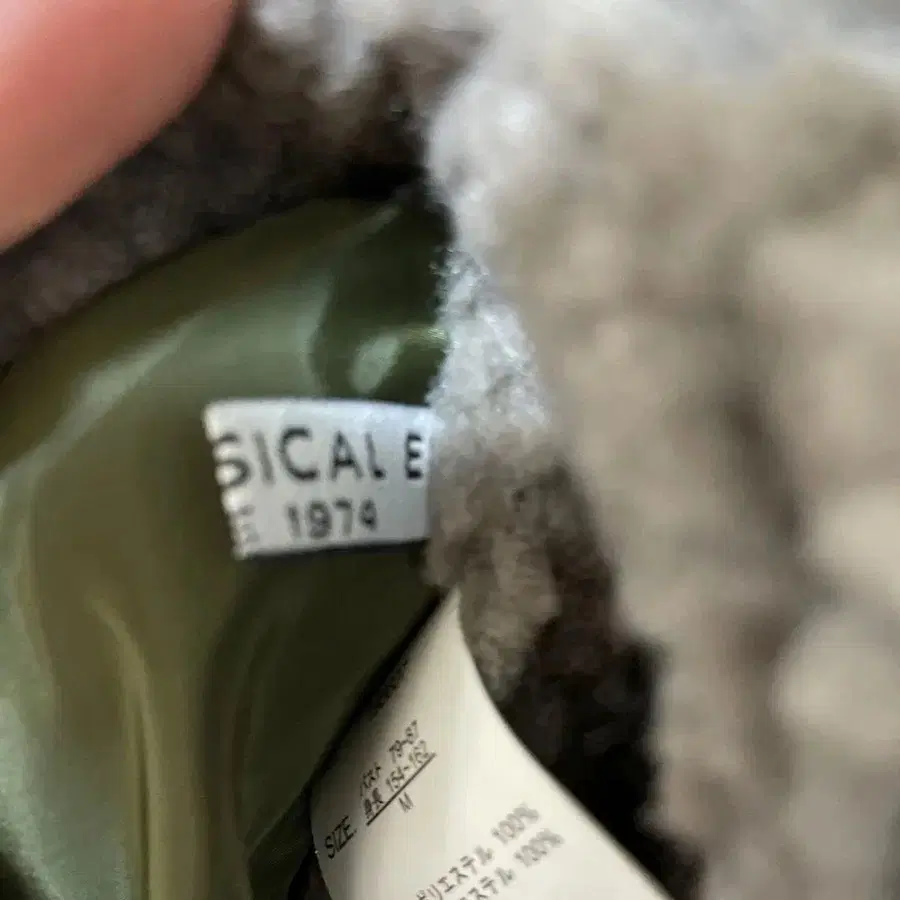 SICAL E
E 1974
バスト 79-87
身長 154-162
SIZE. M
ポリエステル 100%
ステル 100%